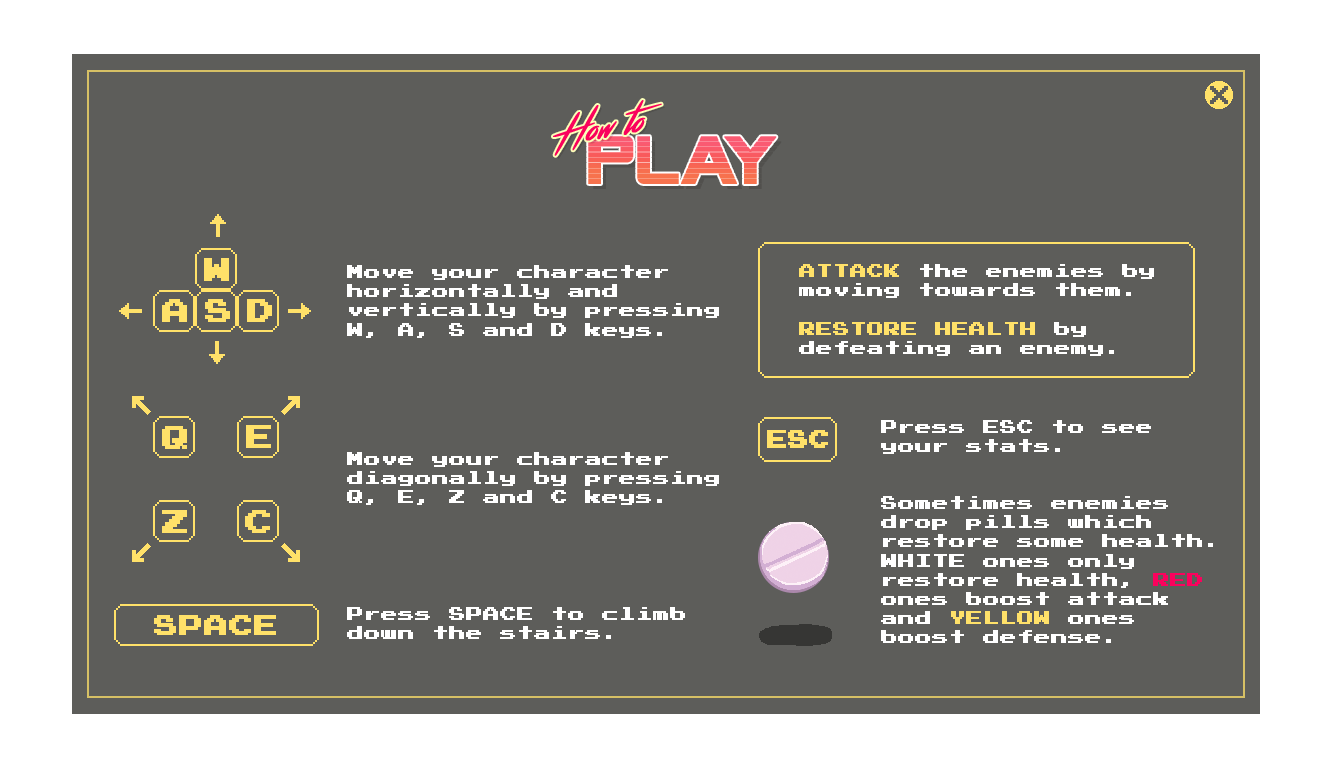 How to
PLAY
W
A S D
Move your character
horizontally and
vertically by pressing
W, A, S and D keys.
Q E
Z C
Move your character
diagonally by pressing
Q, E, Z and C keys.
SPACE
Press SPACE to climb
down the stairs.
ATTACK the enemies by
moving towards them.
RESTORE HEALTH by
defeating an enemy.
ESC
Press ESC to see
your stats.
Sometimes enemies
drop pills which
restore some health.
WHITE ones only
restore health, RED
ones boost attack
and YELLOW ones
boost defense.